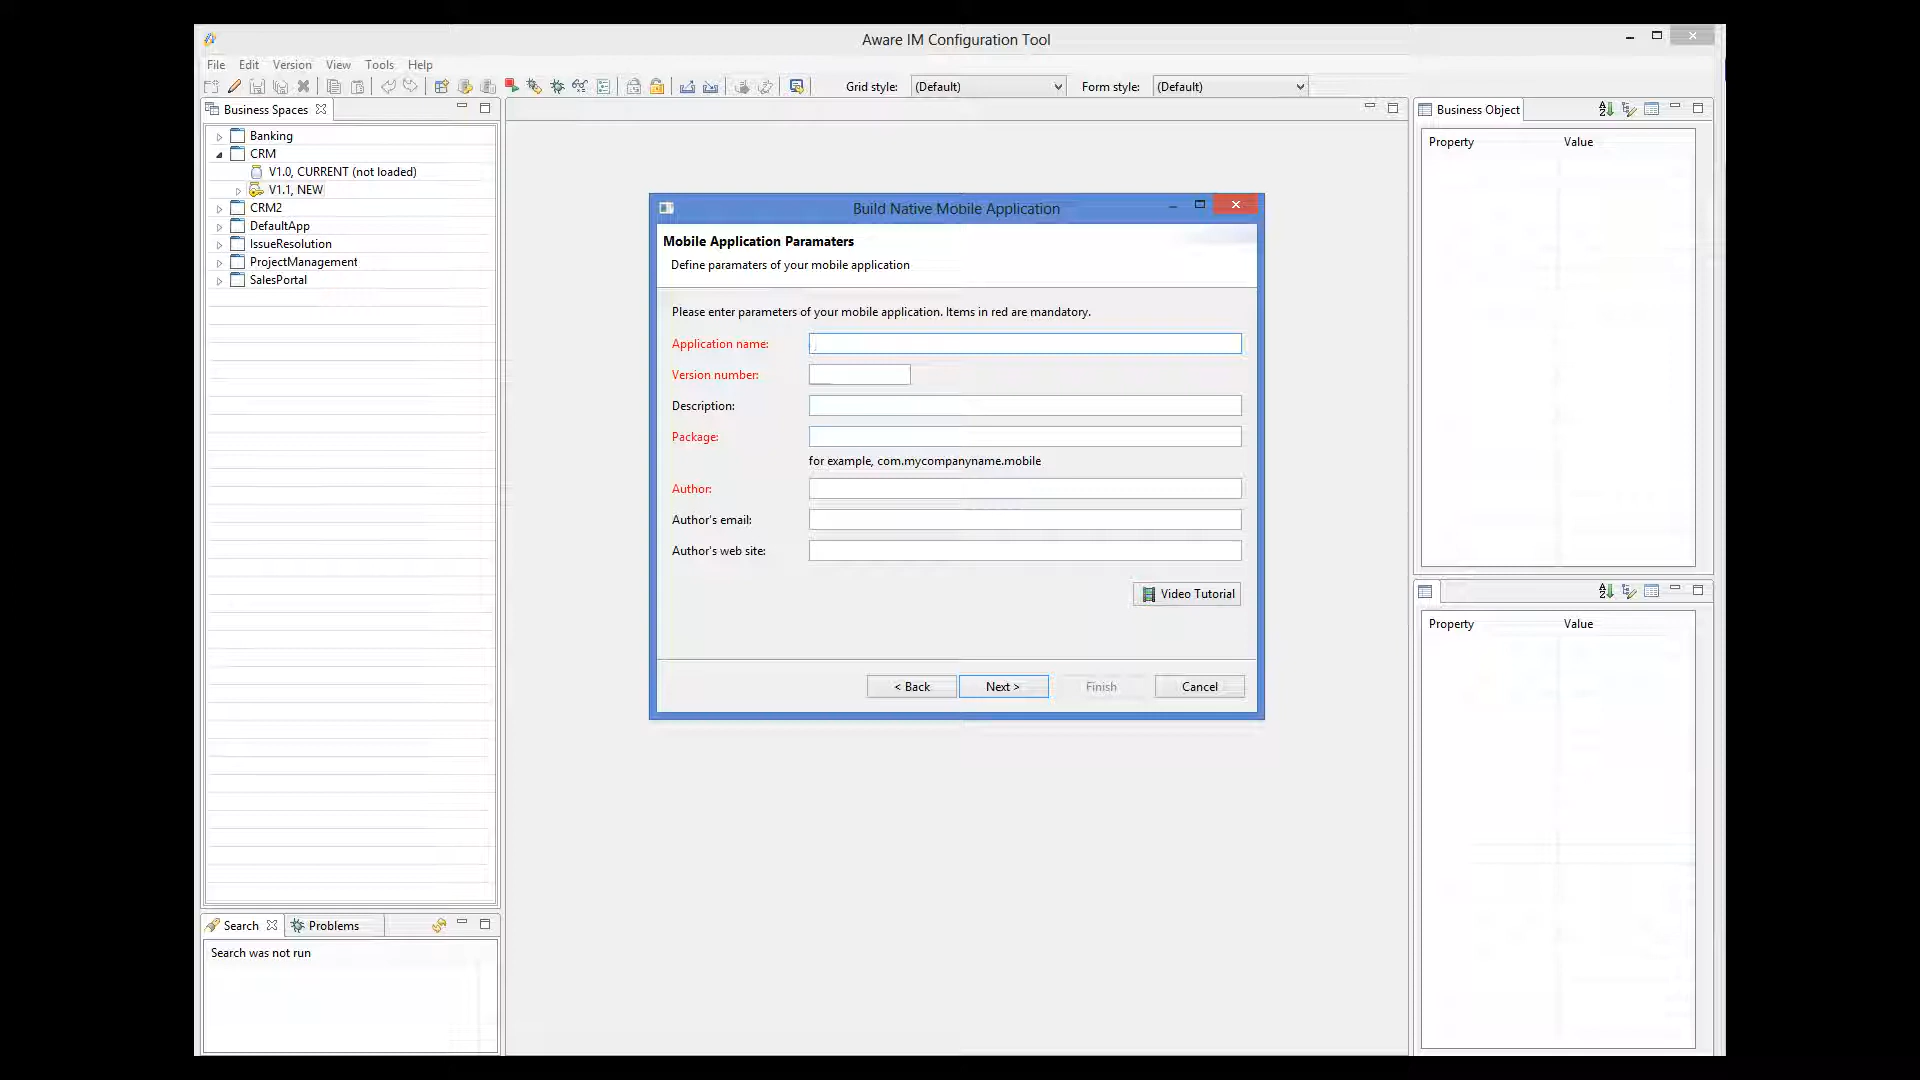 Aware IM Configuration Tool
File Edit Version View Tools Help
Grid style: (Default) Form style: (Default)
Business Spaces
Banking
CRM
V1.0, CURRENT (not loaded)
V1.1, NEW
CRM2
DefaultApp
IssueResolution
ProjectManagement
SalesPortal
Search Problems
Search was not run
Build Native Mobile Application
Mobile Application Paramaters
Define paramaters of your mobile application
Please enter parameters of your mobile application. Items in red are mandatory.
Application name:
Version number:
Description:
Package:
for example, com.mycompanyname.mobile
Author:
Author's email:
Author's web site:
Video Tutorial
< Back Next > Finish Cancel
Business Object
Property Value
Property Value